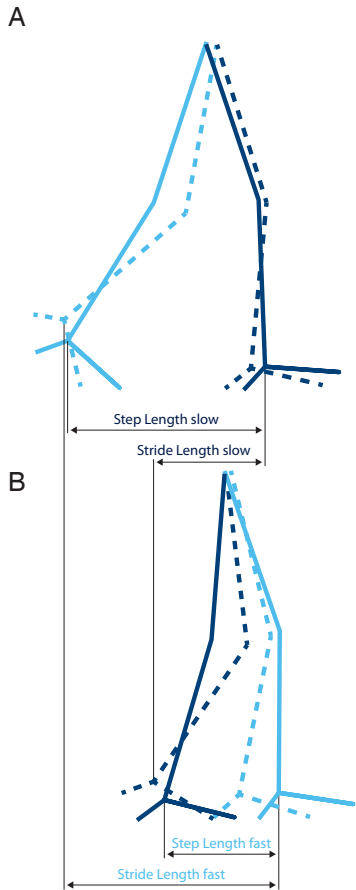 A
Step Length slow
Stride Length slow
B
Step Length fast
Stride Length fast